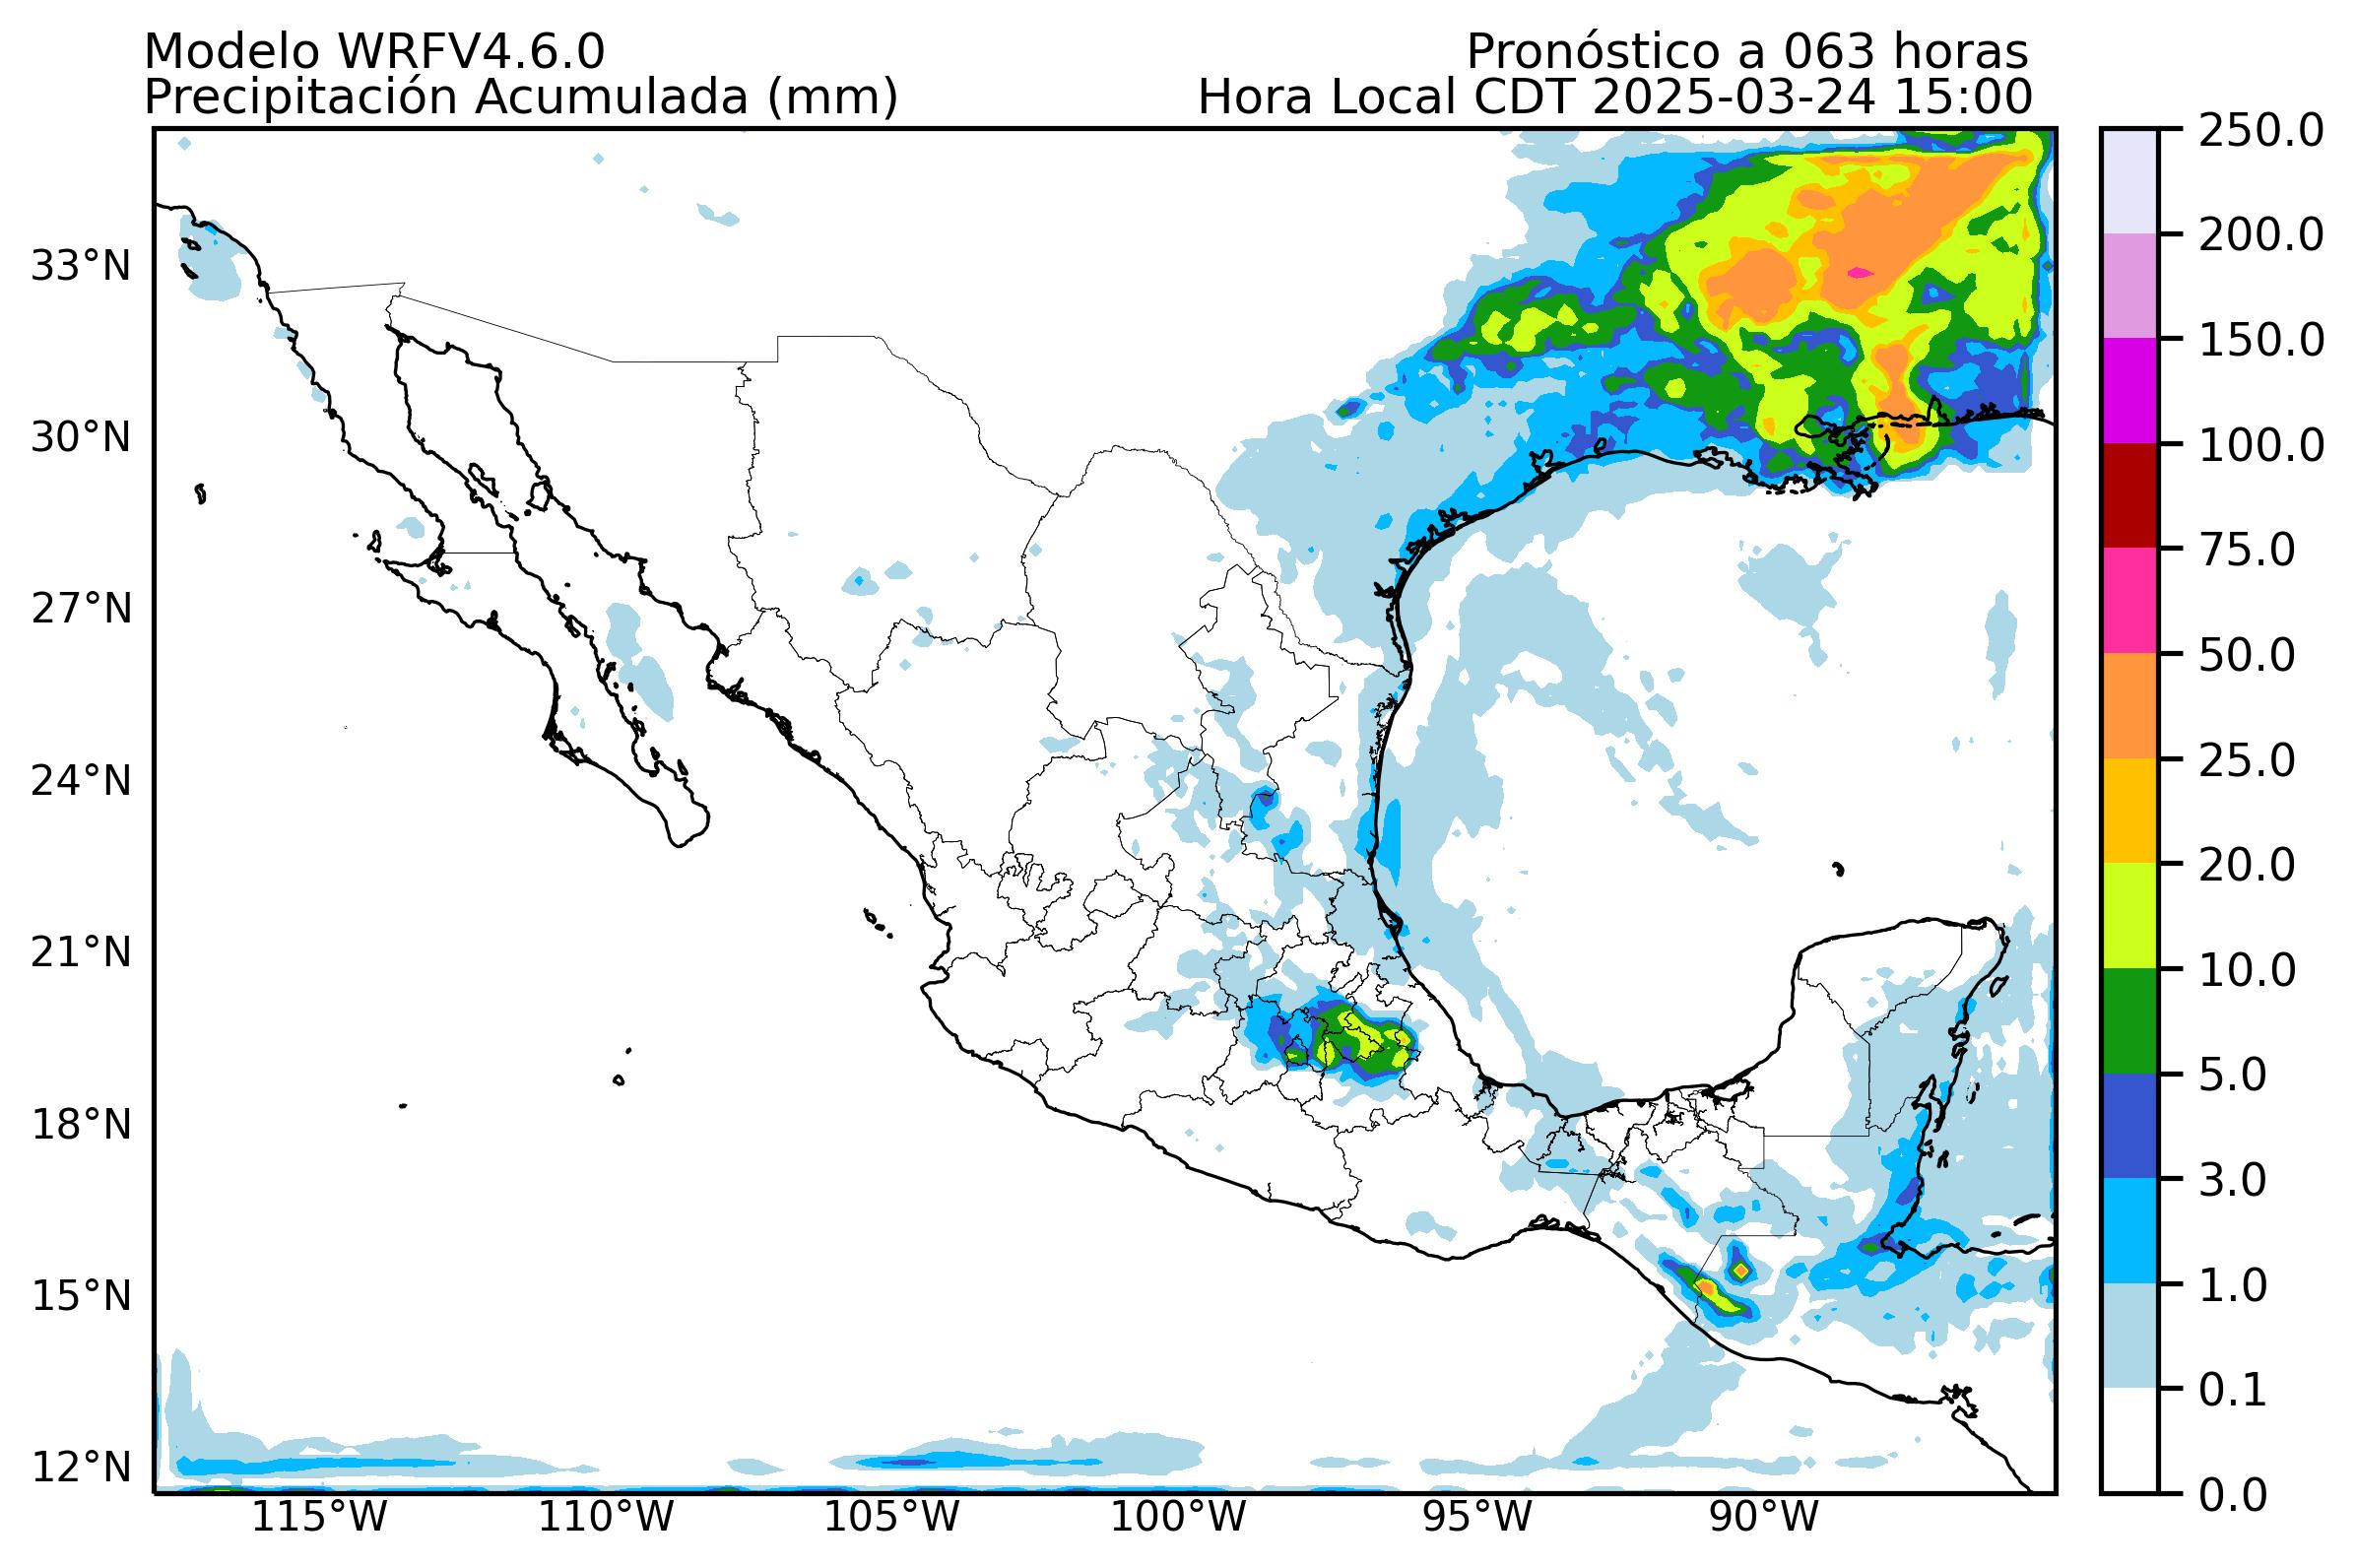 Modelo WRFV4.6.0
Pronóstico a 063 horas
Precipitación Acumulada (mm)
Hora Local CDT 2025-03-24 15:00
33°N
30°N
27°N
24°N
21°N
18°N
15°N
12°N
115°W
110°W
105°W
100°W
95°W
90°W
250.0
200.0
150.0
100.0
75.0
50.0
25.0
20.0
10.0
5.0
3.0
1.0
0.1
0.0